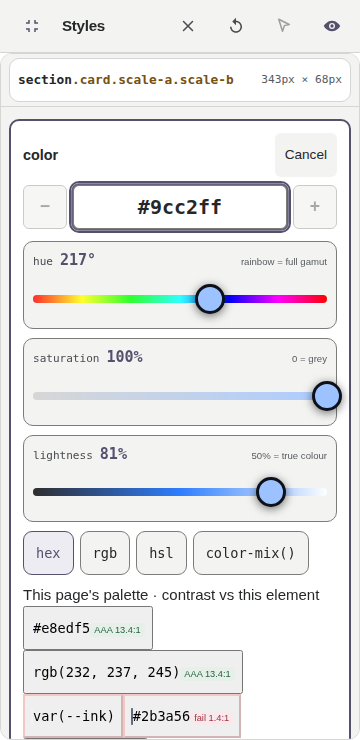 Styles
section.card.scale-a.scale-b 343px × 68px
color Cancel
− #9cc2ff +
hue 217° rainbow = full gamut
saturation 100% 0 = grey
lightness 81% 50% = true colour
hex rgb hsl color-mix()
This page's palette · contrast vs this element
#e8edf5 AAA 13.4:1
rgb(232, 237, 245) AAA 13.4:1
var(--ink) #2b3a56 fail 1.4:1